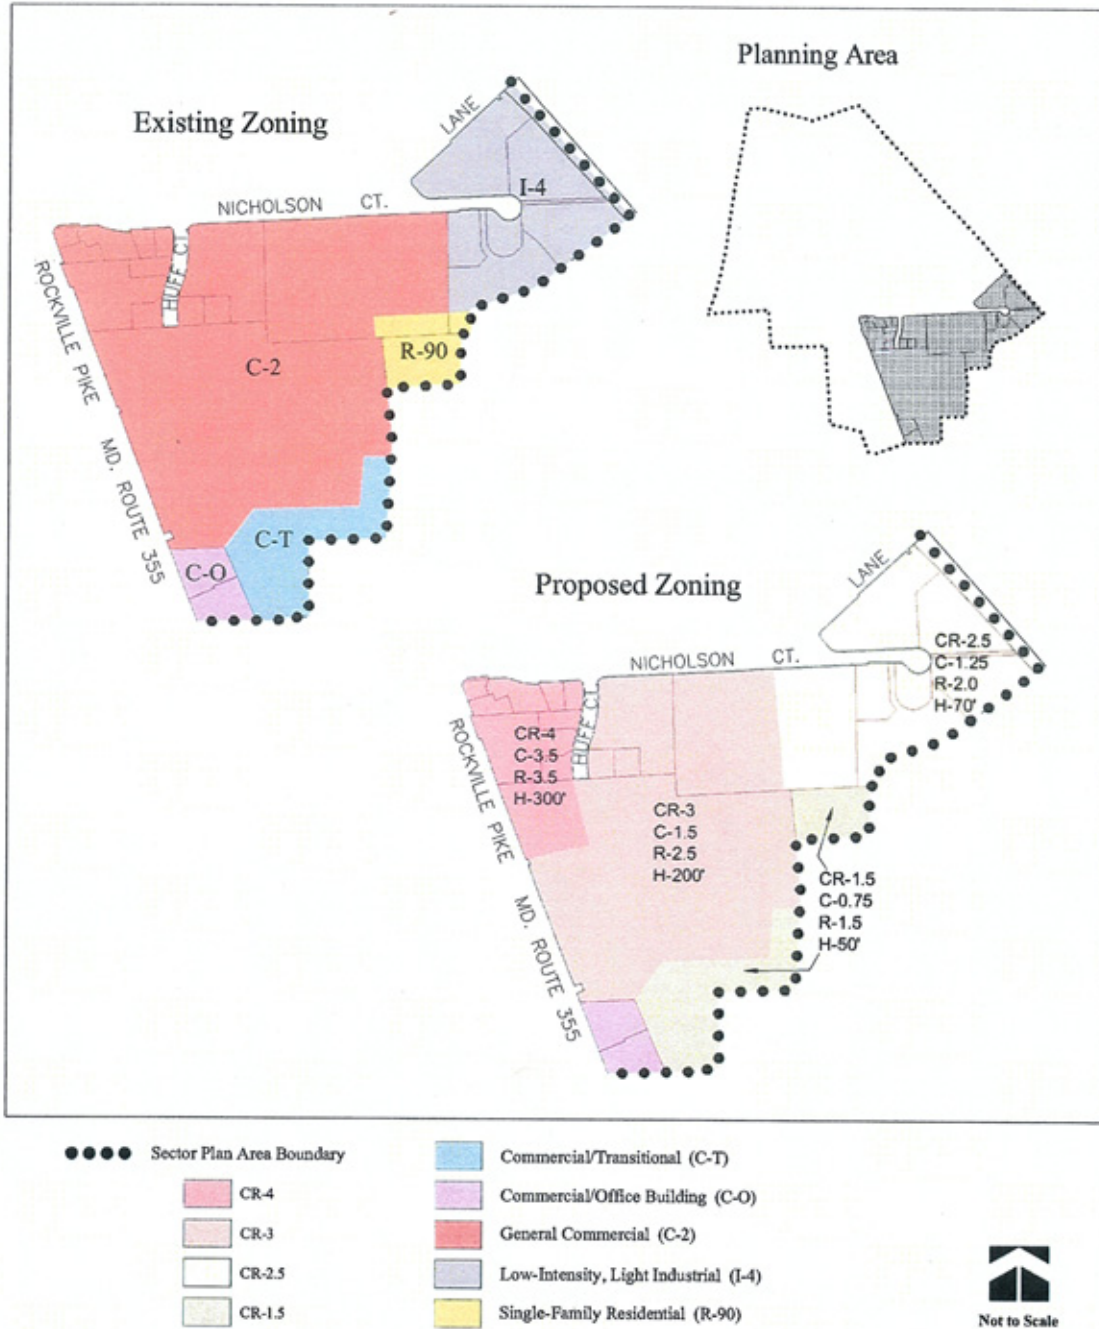 Planning Area
Existing Zoning
LANE
I-4
NICHOLSON CT.
HUFF CT.
ROCKVILLE PIKE MD. ROUTE 355
R-90
C-2
C-T
C-O
Proposed Zoning
LANE
NICHOLSON CT.
CR-2.5
C-1.25
R-2.0
H-70'
HUFF CT.
ROCKVILLE PIKE MD. ROUTE 355
CR-4
C-3.5
R-3.5
H-300'
CR-3
C-1.5
R-2.5
H-200'
CR-1.5
C-0.75
R-1.5
H-50'
Sector Plan Area Boundary
CR-4
CR-3
CR-2.5
CR-1.5
Commercial/Transitional (C-T)
Commercial/Office Building (C-O)
General Commercial (C-2)
Low-Intensity, Light Industrial (I-4)
Single-Family Residential (R-90)
Not to Scale